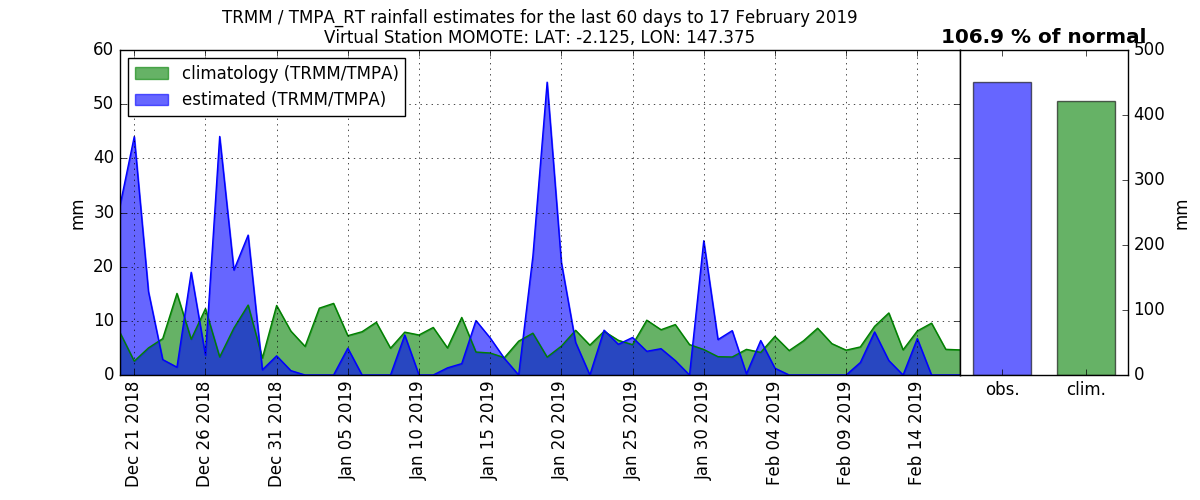 TRMM / TMPA_RT rainfall estimates for the last 60 days to 17 February 2019
Virtual Station MOMOTE: LAT: -2.125, LON: 147.375
106.9 % of normal
climatology (TRMM/TMPA)
estimated (TRMM/TMPA)
mm
60
50
40
30
20
10
0
Dec 21 2018
Dec 26 2018
Dec 31 2018
Jan 05 2019
Jan 10 2019
Jan 15 2019
Jan 20 2019
Jan 25 2019
Jan 30 2019
Feb 04 2019
Feb 09 2019
Feb 14 2019
obs.
clim.
500
400
300
200
100
0
mm